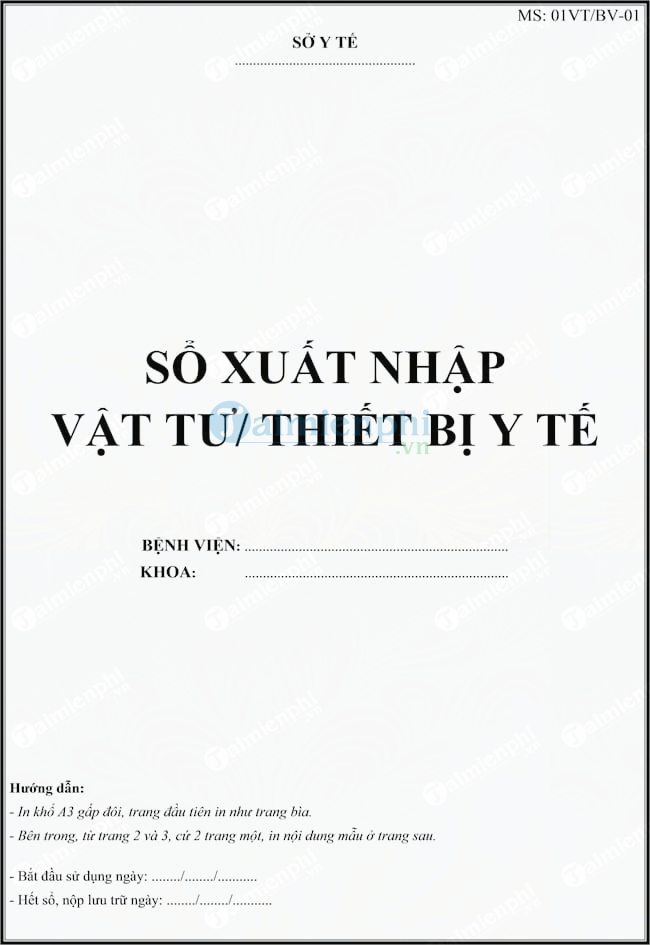 MS: 01VT/BV-01
SỞ Y TẾ
................................................
SỔ XUẤT NHẬP
VẬT TƯ/ THIẾT BỊ Y TẾ
Taimienphi
.vn
BỆNH VIỆN: ......................................................................
KHOA: ......................................................................
Hướng dẫn:
- In khổ A3 gấp đôi, trang đầu tiên in như trang bìa.
- Bên trong, từ trang 2 và 3, cứ 2 trang một, in nội dung mẫu ở trang sau.
- Bắt đầu sử dụng ngày: ......../......../...........
- Hết sổ, nộp lưu trữ ngày: ......../......../...........